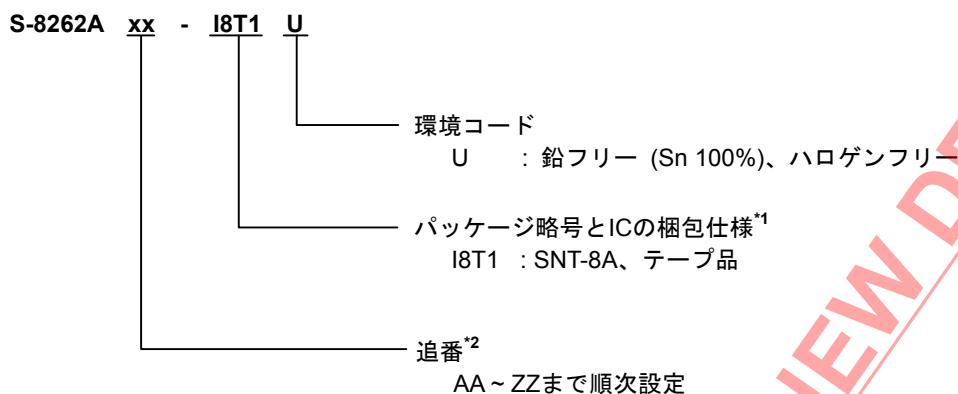 S-8262A xx - I8T1 U
環境コード
U : 鉛フリー (Sn 100%)、ハロゲンフリー
パッケージ略号とICの梱包仕様*1
I8T1 : SNT-8A、テープ品
追番*2
AA ~ ZZまで順次設定
NEW